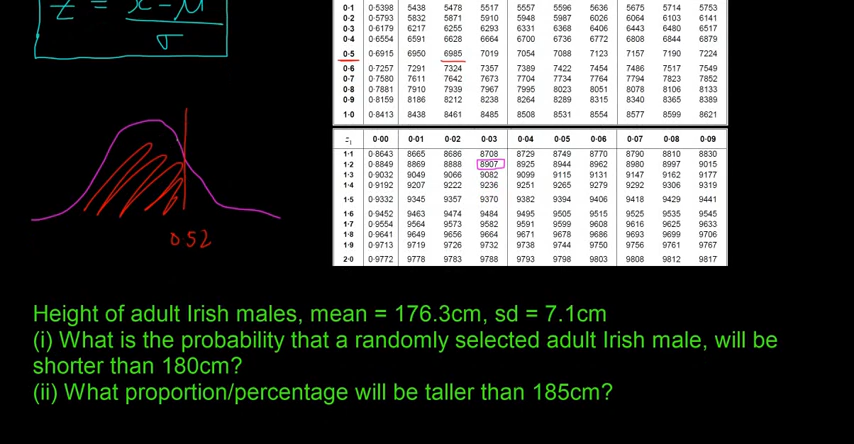 z = x - μ
σ
0·1 0·5398 5438 5478 5517 5557 5596 5636 5675 5714 5753
0·2 0·5793 5832 5871 5910 5948 5987 6026 6064 6103 6141
0·3 0·6179 6217 6255 6293 6331 6368 6406 6443 6480 6517
0·4 0·6554 6591 6628 6664 6700 6736 6772 6808 6844 6879
0·5 0·6915 6950 6985 7019 7054 7088 7123 7157 7190 7224
0·6 0·7257 7291 7324 7357 7389 7422 7454 7486 7517 7549
0·7 0·7580 7611 7642 7673 7704 7734 7764 7794 7823 7852
0·8 0·7881 7910 7939 7967 7995 8023 8051 8078 8106 8133
0·9 0·8159 8186 8212 8238 8264 8289 8315 8340 8365 8389
1·0 0·8413 8438 8461 8485 8508 8531 8554 8577 8599 8621
z₁ 0·00 0·01 0·02 0·03 0·04 0·05 0·06 0·07 0·08 0·09
1·1 0·8643 8665 8686 8708 8729 8749 8770 8790 8810 8830
1·2 0·8849 8869 8888 8907 8925 8944 8962 8980 8997 9015
1·3 0·9032 9049 9066 9082 9099 9115 9131 9147 9162 9177
1·4 0·9192 9207 9222 9236 9251 9265 9279 9292 9306 9319
1·5 0·9332 9345 9357 9370 9382 9394 9406 9418 9429 9441
1·6 0·9452 9463 9474 9484 9495 9505 9515 9525 9535 9545
1·7 0·9554 9564 9573 9582 9591 9599 9608 9616 9625 9633
1·8 0·9641 9649 9656 9664 9671 9678 9686 9693 9699 9706
1·9 0·9713 9719 9726 9732 9738 9744 9750 9756 9761 9767
2·0 0·9772 9778 9783 9788 9793 9798 9803 9808 9812 9817
0 52
Height of adult Irish males, mean = 176.3cm, sd = 7.1cm
(i) What is the probability that a randomly selected adult Irish male, will be
shorter than 180cm?
(ii) What proportion/percentage will be taller than 185cm?